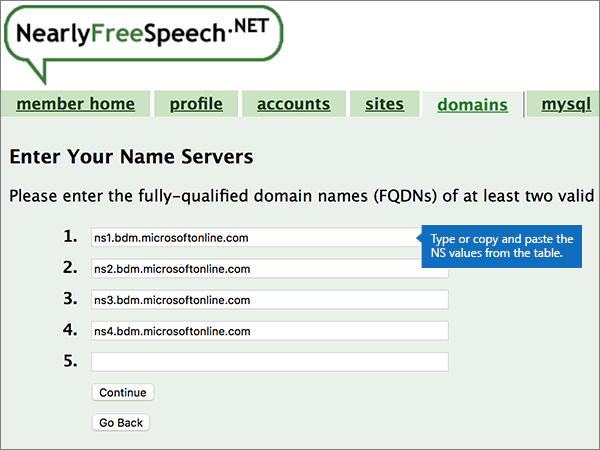 NearlyFreeSpeech.NET
member home profile accounts sites domains mysql
Enter Your Name Servers
Please enter the fully-qualified domain names (FQDNs) of at least two valid
1. ns1.bdm.microsoftonline.com
Type or copy and paste the
NS values from the table.
2. ns2.bdm.microsoftonline.com
3. ns3.bdm.microsoftonline.com
4. ns4.bdm.microsoftonline.com
5.
Continue
Go Back